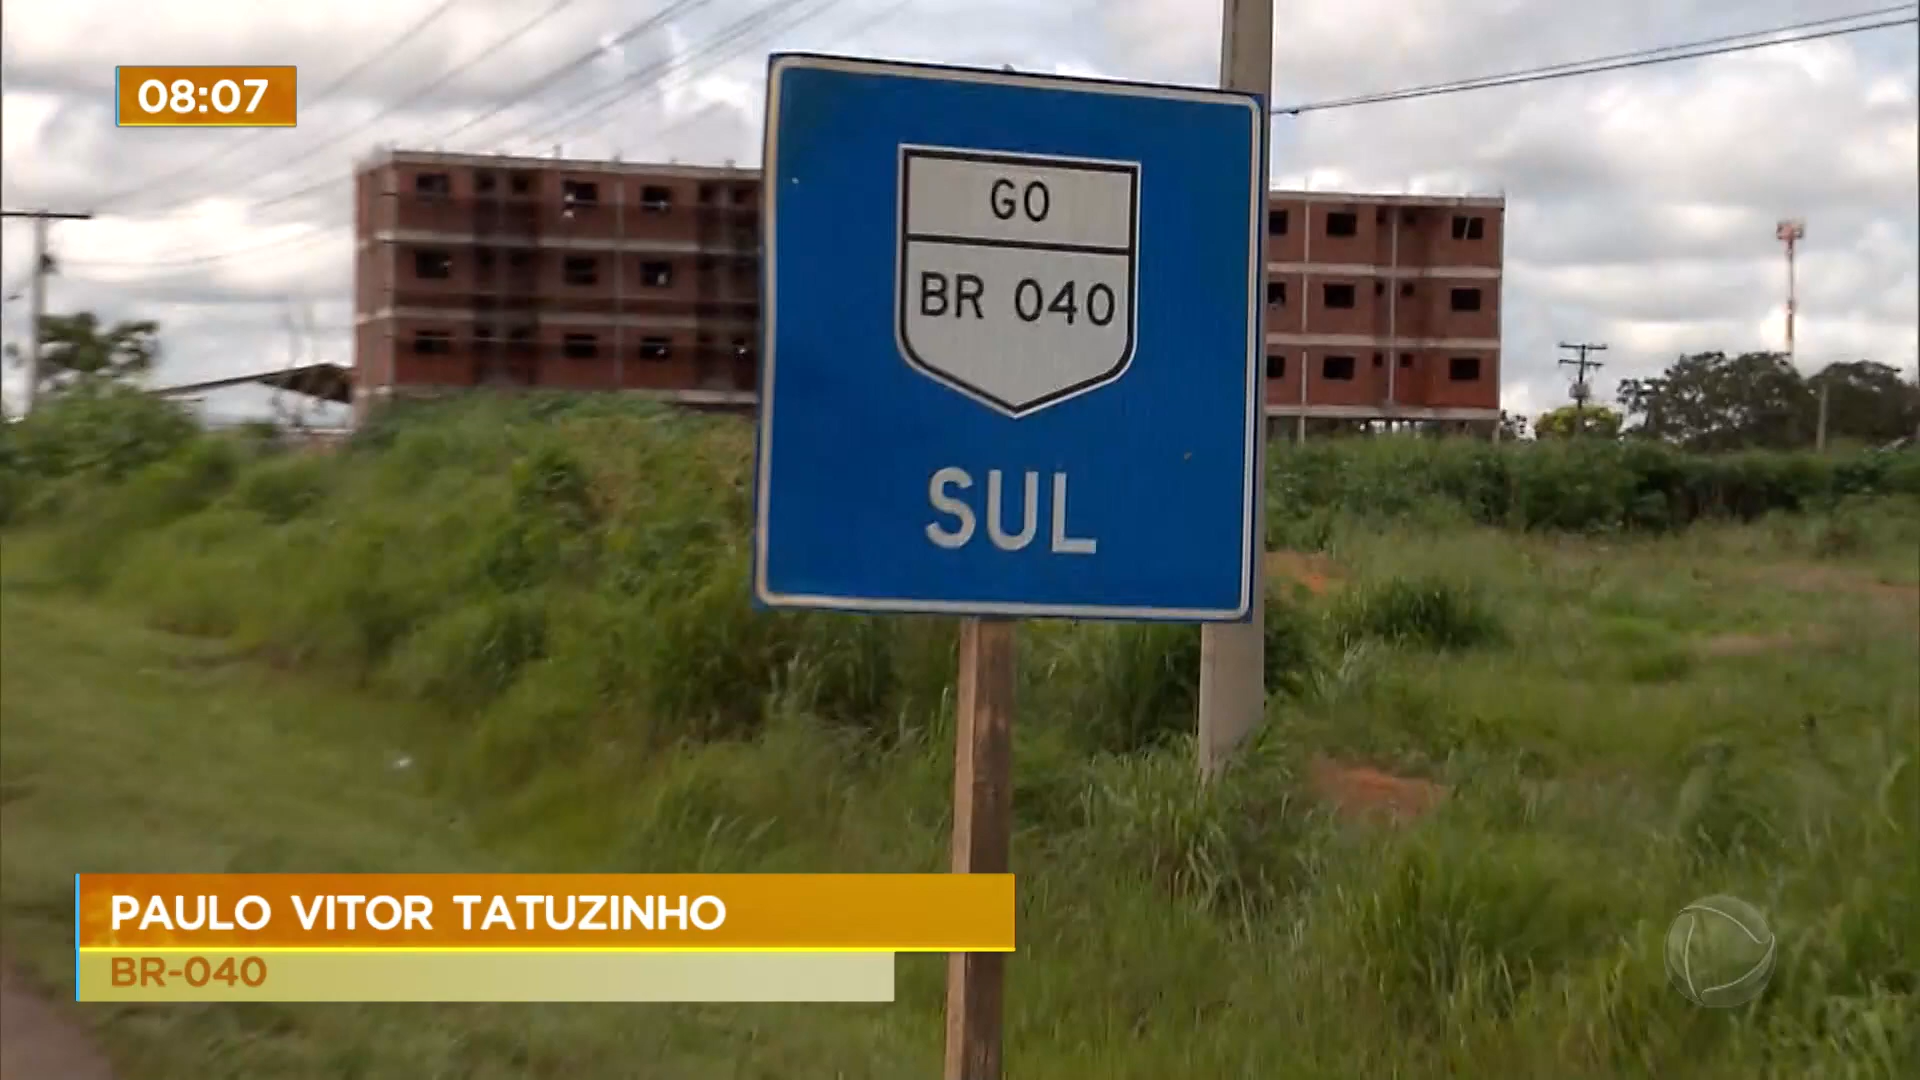 08:07
GO
BR 040
SUL
PAULO VITOR TATUZINHO
BR-040